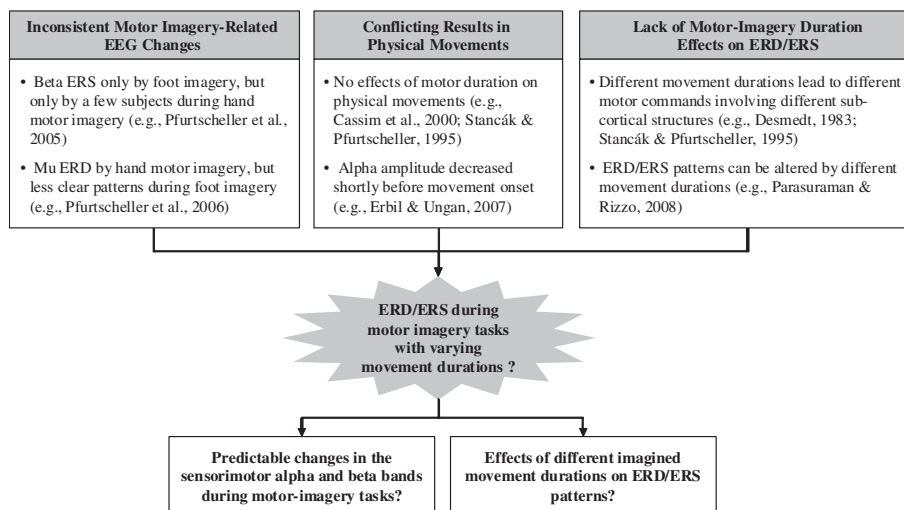 Inconsistent Motor Imagery-Related
EEG Changes
• Beta ERS only by foot imagery, but
only by a few subjects during hand
motor imagery (e.g., Pfurtscheller et al.,
2005)
• Mu ERD by hand motor imagery, but
less clear patterns during foot imagery
(e.g., Pfurtscheller et al., 2006)
Conflicting Results in
Physical Movements
• No effects of motor duration on
physical movements (e.g.,
Cassim et al., 2000; Stancák &
Pfurtscheller, 1995)
• Alpha amplitude decreased
shortly before movement onset
(e.g., Erbil & Ungan, 2007)
Lack of Motor-Imagery Duration
Effects on ERD/ERS
• Different movement durations lead to different
motor commands involving different sub-
cortical structures (e.g., Desmedt, 1983;
Stancák & Pfurtscheller, 1995)
• ERD/ERS patterns can be altered by different
movement durations (e.g., Parasuraman &
Rizzo, 2008)
ERD/ERS during
motor imagery tasks
with varying
movement durations ?
Predictable changes in the
sensorimotor alpha and beta bands
during motor-imagery tasks?
Effects of different imagined
movement durations on ERD/ERS
patterns?